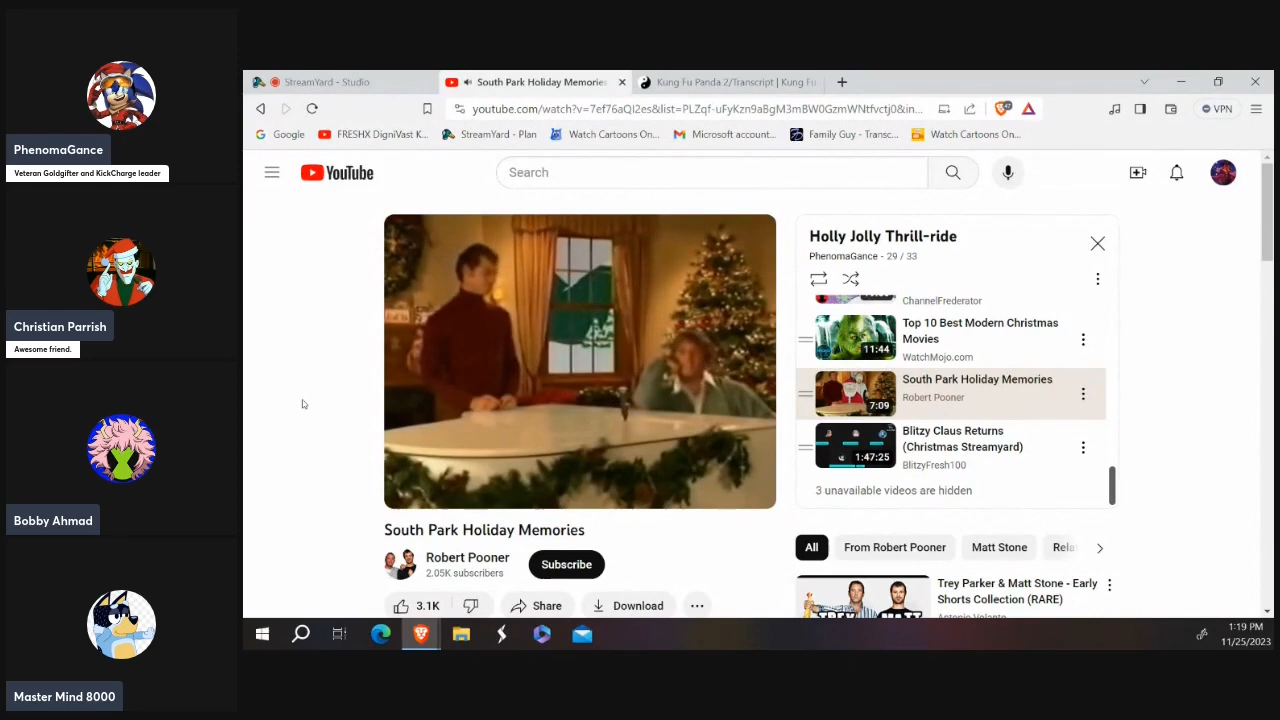 PhenomaGance
Veteran Goldgifter and KickCharge leader
Christian Parrish
Awesome friend.
Bobby Ahmad
Master Mind 8000
StreamYard - Studio
South Park Holiday Memories
Kung Fu Panda 2/Transcript | Kung Fu
youtube.com/watch?v=7ef76aQI2es&list=PLZqf-uFyKzn9aBgM3mBW0GzmWNtfvctj0&in...
47
VPN
Google
FRESHX DigniVast K...
StreamYard - Plan
Watch Cartoons On...
Microsoft account...
Family Guy - Transc...
Watch Cartoons On...
YouTube
Search
South Park Holiday Memories
Robert Pooner
2.05K subscribers
Subscribe
3.1K
Share
Download
Holly Jolly Thrill-ride
PhenomaGance - 29 / 33
ChannelFrederator
Top 10 Best Modern Christmas
Movies
WatchMojo.com
11:44
South Park Holiday Memories
Robert Pooner
7:09
Blitzy Claus Returns
(Christmas Streamyard)
BlitzyFresh100
1:47:25
3 unavailable videos are hidden
All
From Robert Pooner
Matt Stone
Rela
Trey Parker & Matt Stone - Early
Shorts Collection (RARE)
Antonio Volante
1:19 PM
11/25/2023